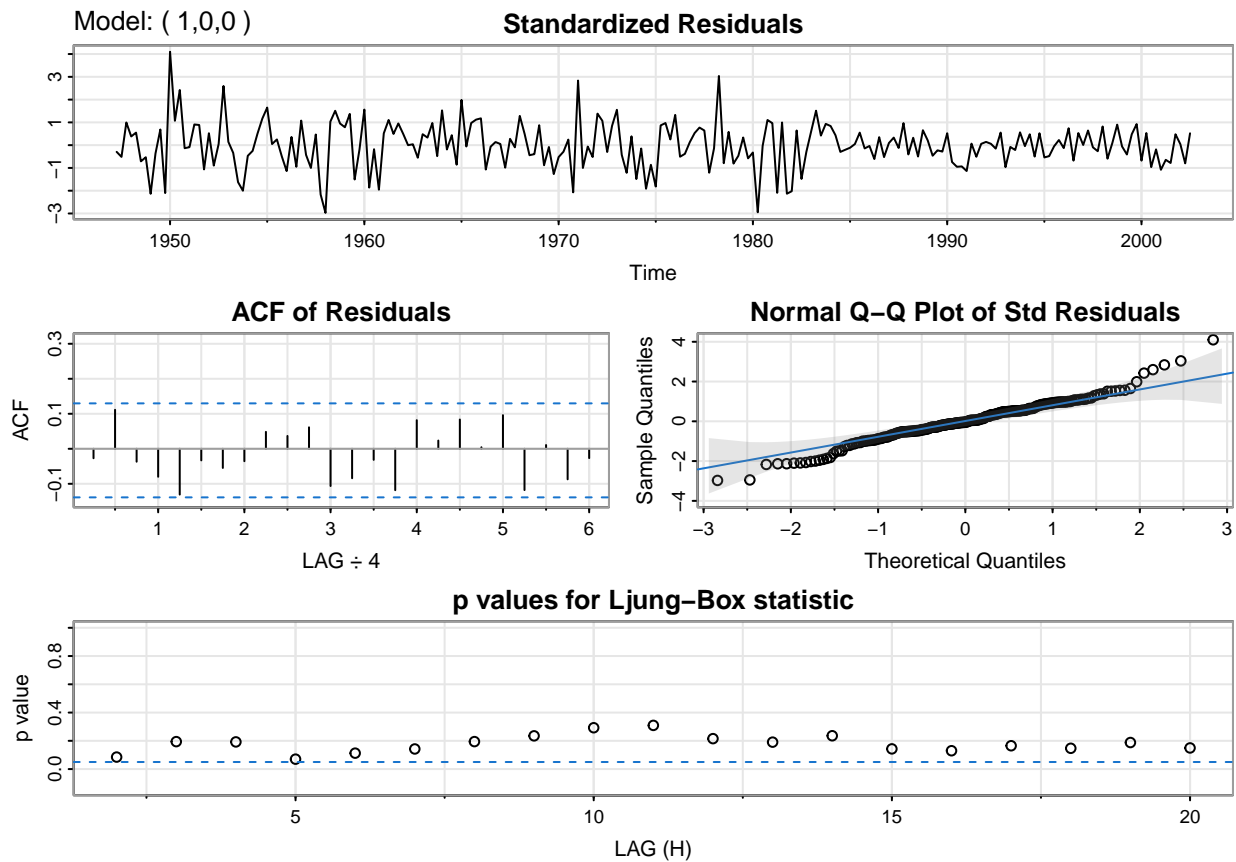 Model: ( 1,0,0 )
Standardized Residuals
3
1
−1
−3
1950 1960 1970 1980 1990 2000
Time
ACF of Residuals
0.3
0.1
−0.1
ACF
1 2 3 4 5 6
LAG ÷ 4
Normal Q−Q Plot of Std Residuals
4
2
0
−2
−4
Sample Quantiles
−3 −2 −1 0 1 2 3
Theoretical Quantiles
p values for Ljung−Box statistic
0.8
0.4
0.0
p value
5 10 15 20
LAG (H)